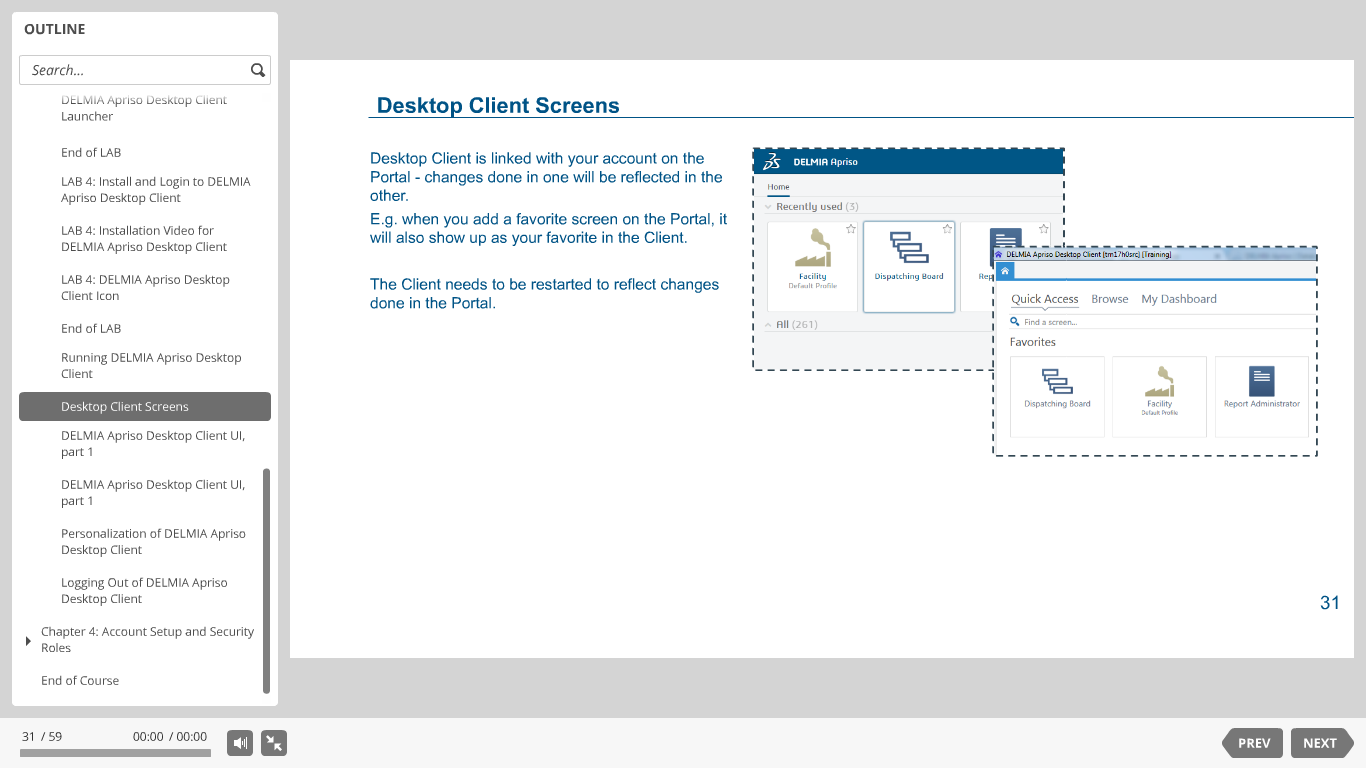 OUTLINE
Search...
DELMIA Apriso Desktop Client
Launcher
End of LAB
LAB 4: Install and Login to DELMIA
Apriso Desktop Client
LAB 4: Installation Video for
DELMIA Apriso Desktop Client
LAB 4: DELMIA Apriso Desktop
Client Icon
End of LAB
Running DELMIA Apriso Desktop
Client
Desktop Client Screens
DELMIA Apriso Desktop Client UI,
part 1
DELMIA Apriso Desktop Client UI,
part 1
Personalization of DELMIA Apriso
Desktop Client
Logging Out of DELMIA Apriso
Desktop Client
Chapter 4: Account Setup and Security
Roles
End of Course
Desktop Client Screens
Desktop Client is linked with your account on the
Portal - changes done in one will be reflected in the
other.
E.g. when you add a favorite screen on the Portal, it
will also show up as your favorite in the Client.
The Client needs to be restarted to reflect changes
done in the Portal.
DELMIA Apriso
Home
Recently used (3)
Facility
Default Profile
Dispatching Board
Rep
All (261)
DELMIA Apriso Desktop Client [tm17h0src] [Training]
Quick Access Browse My Dashboard
Find a screen...
Favorites
Dispatching Board
Facility
Default Profile
Report Administrator
31
31 / 59
00:00 / 00:00
PREV
NEXT